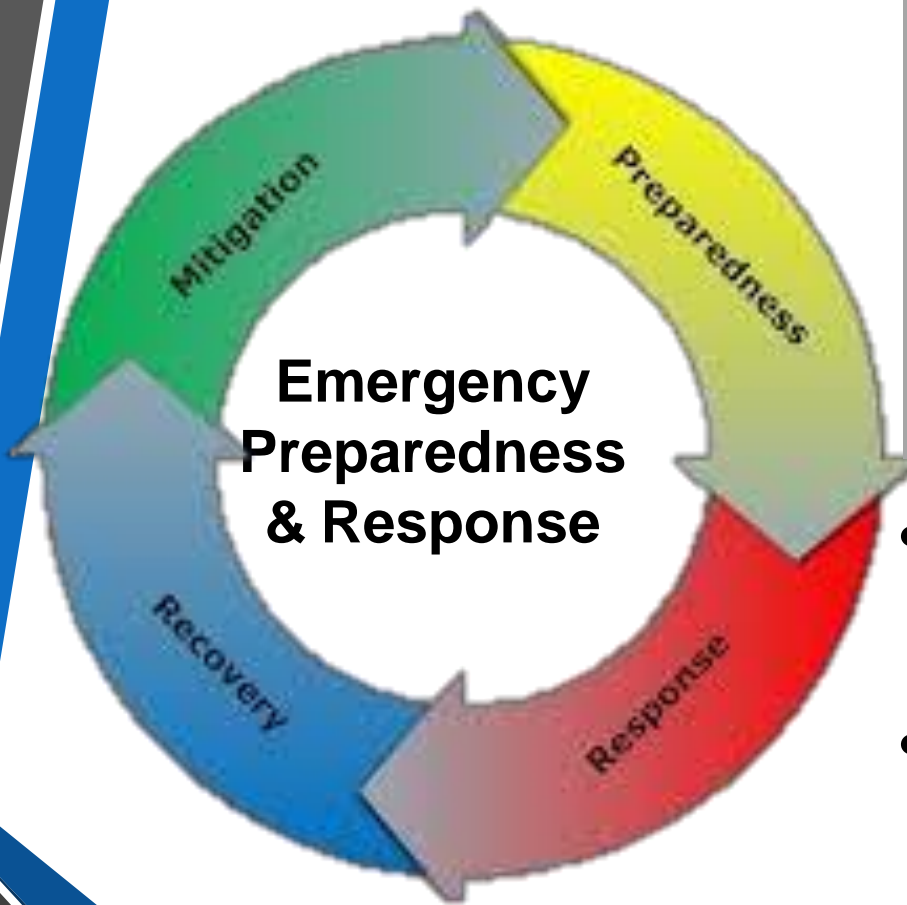 Mitigation
Preparedness
Emergency
Preparedness
& Response
Recovery
Response